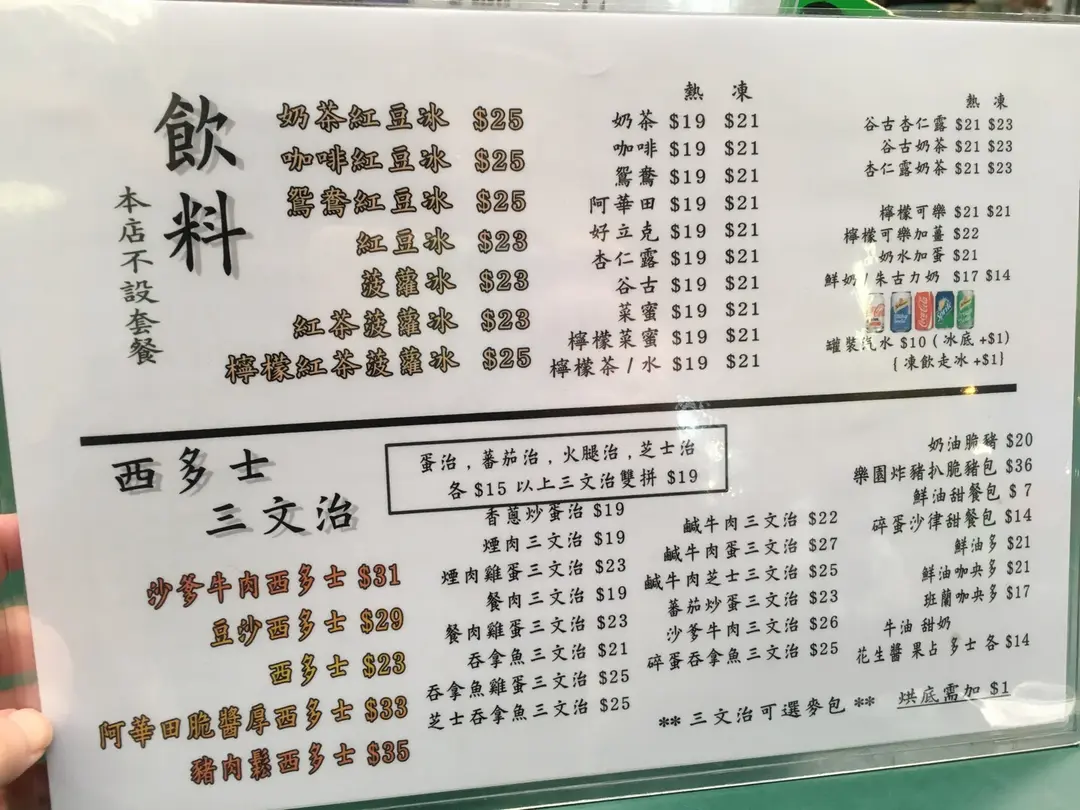 飲料
本店不設套餐
奶茶紅豆冰 $25
咖啡紅豆冰 $25
鴛鴦紅豆冰 $25
紅豆冰 $23
菠蘿冰 $23
紅茶菠蘿冰 $23
檸檬紅茶菠蘿冰 $25
熱 凍
奶茶 $19 $21
咖啡 $19 $21
鴛鴦 $19 $21
阿華田 $19 $21
好立克 $19 $21
杏仁露 $19 $21
谷古 $19 $21
菜蜜 $19 $21
檸檬菜蜜 $19 $21
檸檬茶/水 $19 $21
熱 凍
谷古杏仁露 $21 $23
谷古奶茶 $21 $23
杏仁露奶茶 $21 $23
檸檬可樂 $21 $21
檸檬可樂加薑 $22
奶水加蛋 $21
鮮奶/朱古力奶 $17 $14
罐裝汽水 $10 (冰底 +$1)
{凍飲走冰 +$1}
西多士
三文治
沙爹牛肉西多士 $31
豆沙西多士 $29
西多士 $23
阿華田脆醬厚西多士 $33
豬肉鬆西多士 $35
蛋治,蕃茄治,火腿治,芝士治
各 $15 以上三文治雙拼 $19
香蔥炒蛋治 $19
煙肉三文治 $19
煙肉雞蛋三文治 $23
餐肉三文治 $19
餐肉雞蛋三文治 $23
吞拿魚三文治 $21
吞拿魚雞蛋三文治 $25
芝士吞拿魚三文治 $25
鹹牛肉三文治 $22
鹹牛肉蛋三文治 $27
鹹牛肉芝士三文治 $25
蕃茄炒蛋三文治 $23
沙爹牛肉三文治 $26
碎蛋吞拿魚三文治 $25
奶油脆豬 $20
樂園炸豬扒脆豬包 $36
鮮油甜餐包 $ 7
碎蛋沙律甜餐包 $14
鮮油多 $21
鮮油咖央多 $21
班蘭咖央多 $17
牛油 甜奶
花生醬 果占 多士 各 $14
** 三文治可選麥包 **
烘底需加 $1